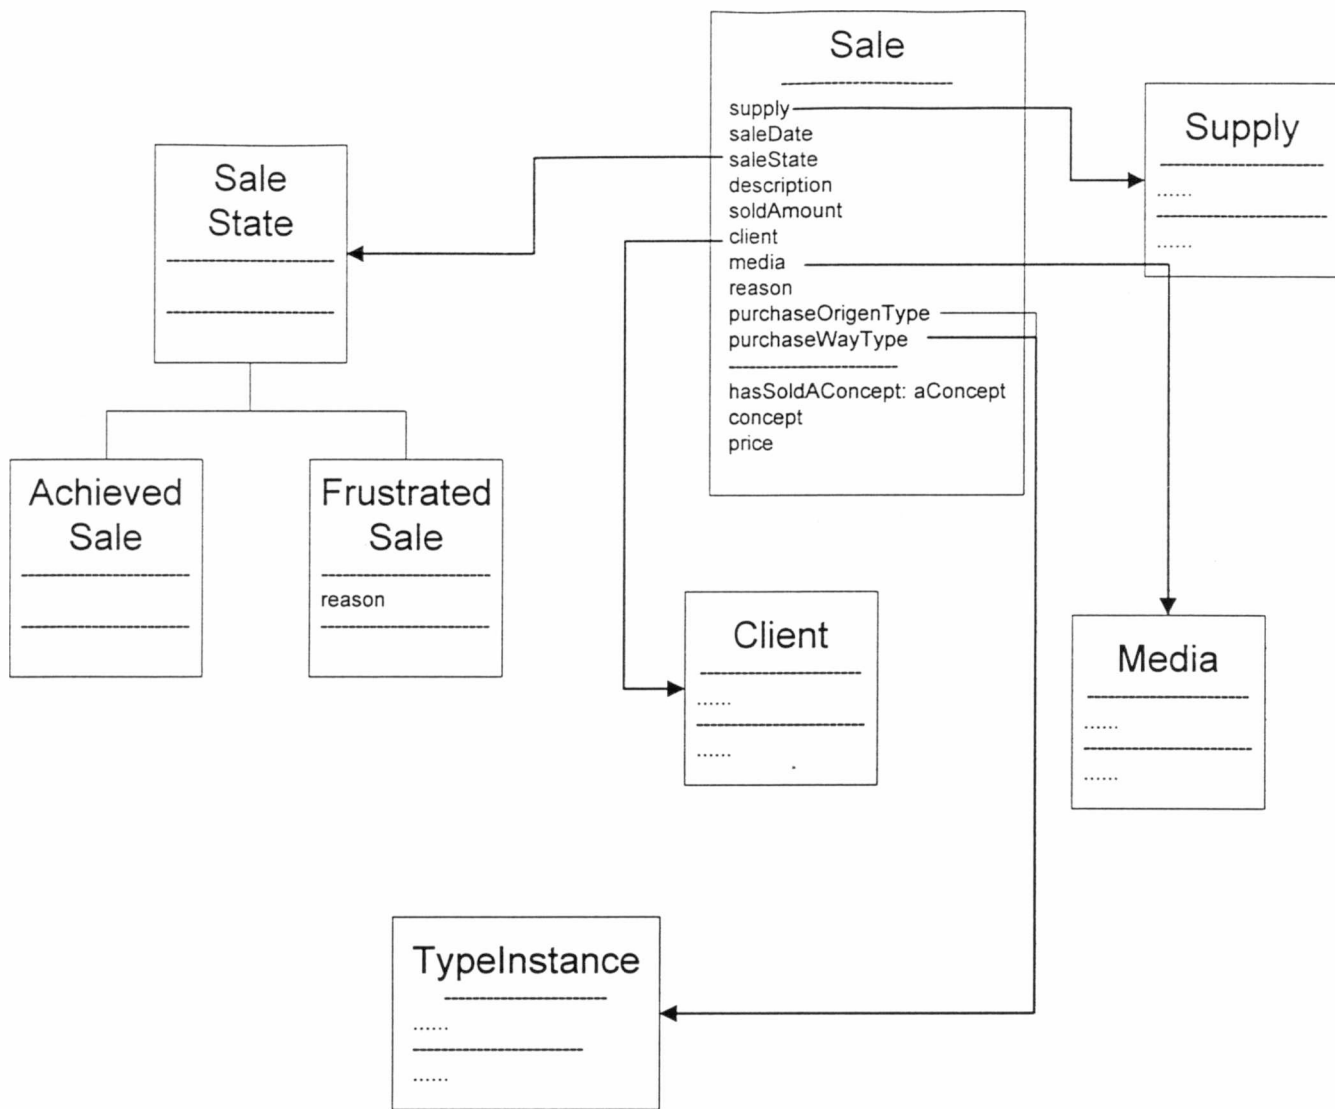 Sale
supply
saleDate
saleState
description
soldAmount
client
media
reason
purchaseOrigenType
purchaseWayType
hasSoldAConcept: aConcept
concept
price
Supply
......
......
Sale
State
Achieved
Sale
Frustrated
Sale
reason
Client
......
......
Media
......
......
TypeInstance
......
......